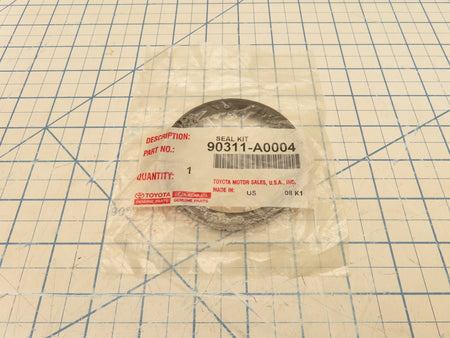 DESCRIPTION: SEAL KIT
PART NO.: 90311-A0004
QUANTITY: 1
TOYOTA MOTOR SALES, U.S.A., INC.
MADE IN: US 08 K1
TOYOTA
GENUINE PARTS GENUINE PARTS